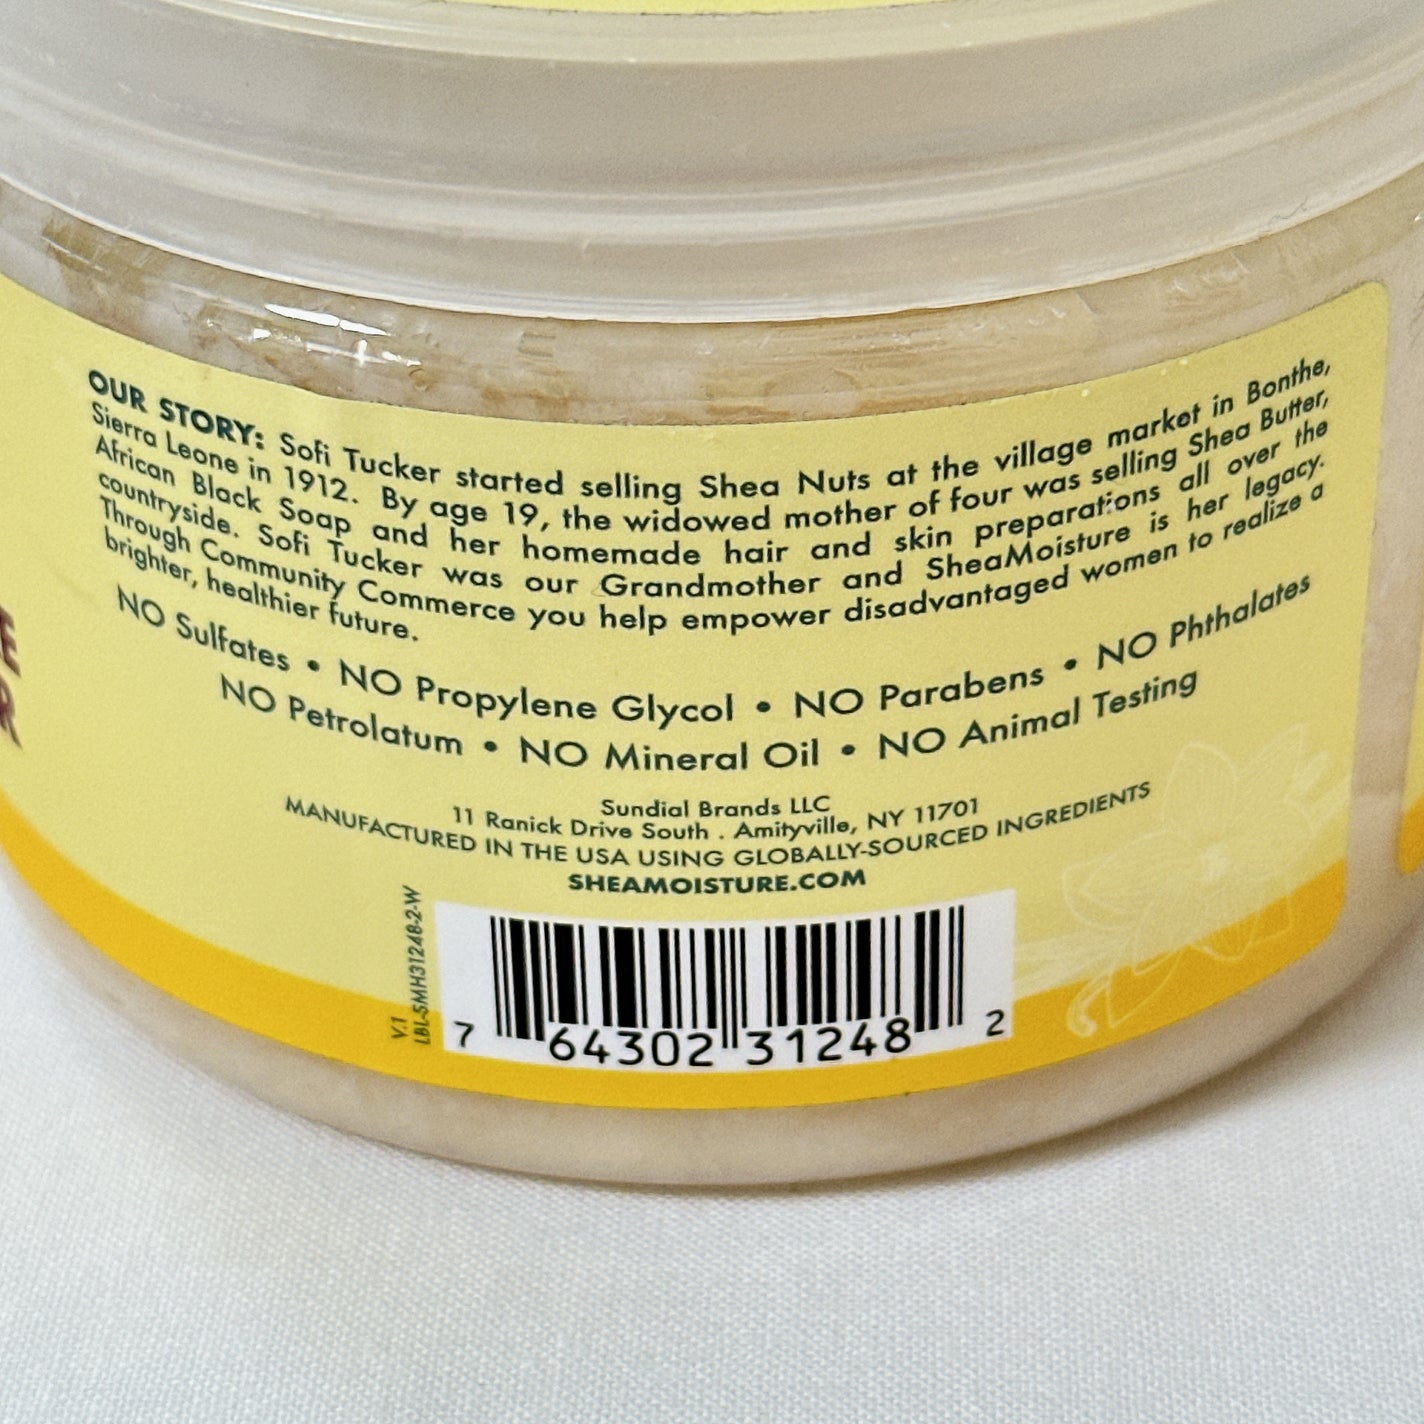 OUR STORY: Sofi Tucker started selling Shea Nuts at the village market in Bonthe,
Sierra Leone in 1912. By age 19, the widowed mother of four was selling Shea Butter,
African Black Soap and her homemade hair and skin preparations all over the
countryside. Sofi Tucker was our Grandmother and SheaMoisture is her legacy.
Through Community Commerce you help empower disadvantaged women to realize a
brighter, healthier future.
NO Sulfates • NO Propylene Glycol • NO Parabens • NO Phthalates
NO Petrolatum • NO Mineral Oil • NO Animal Testing
Sundial Brands LLC
11 Ranick Drive South . Amityville, NY 11701
MANUFACTURED IN THE USA USING GLOBALLY-SOURCED INGREDIENTS
SHEAMOISTURE.COM
V.1
LBL-SMH31248-2-W
7 64302 31248 2